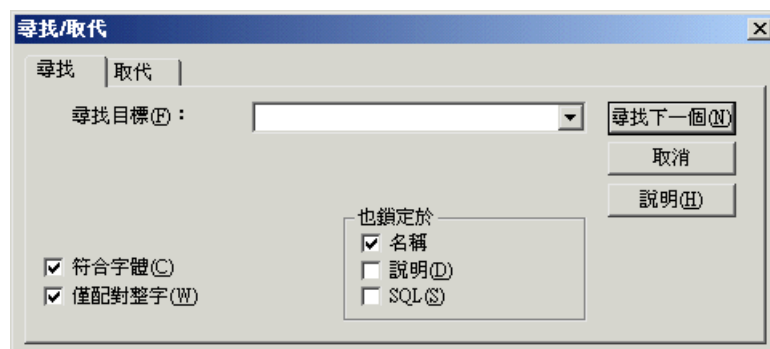 尋找/取代
尋找 取代
尋找目標(F)： 尋找下一個(N)
取消
說明(H)
也鎖定於
名稱
符合字體(C) 說明(D)
僅配對整字(W) SQL(S)